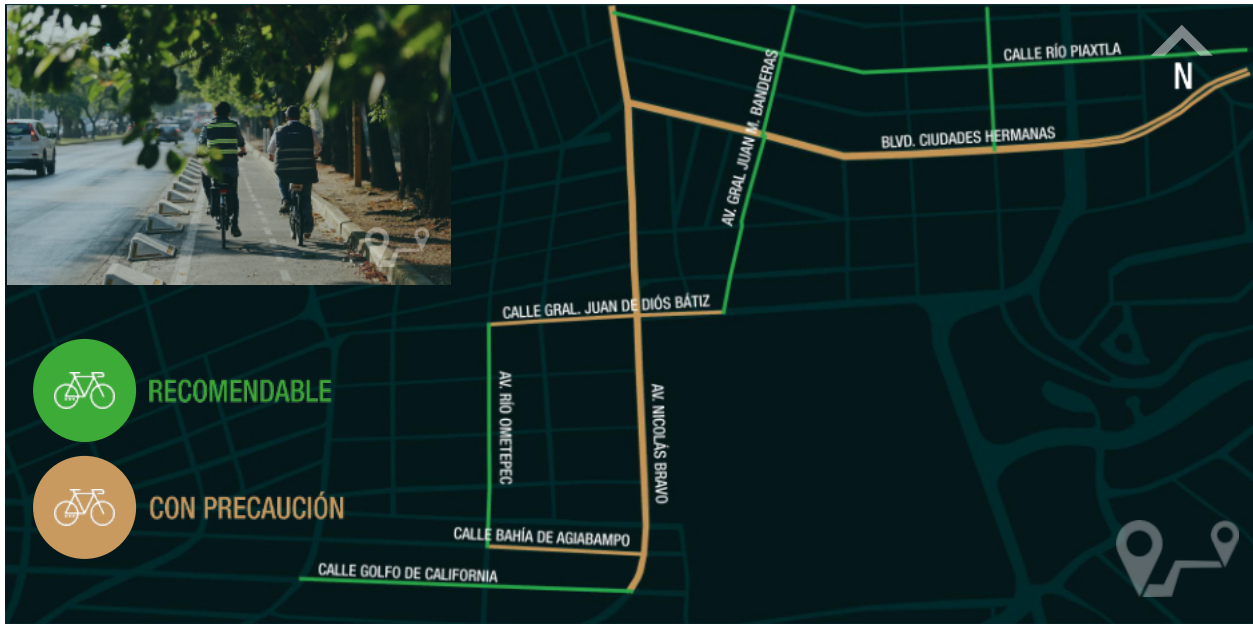 CALLE RÍO PIAXTLA
N
AV. GRAL JUAN M. BANDERAS
BLVD. CIUDADES HERMANAS
CALLE GRAL. JUAN DE DIÓS BÁTIZ
RECOMENDABLE
AV. RÍO OMETEPEC
AV. NICOLÁS BRAVO
CON PRECAUCIÓN
CALLE BAHÍA DE AGIABAMPO
CALLE GOLFO DE CALIFORNIA